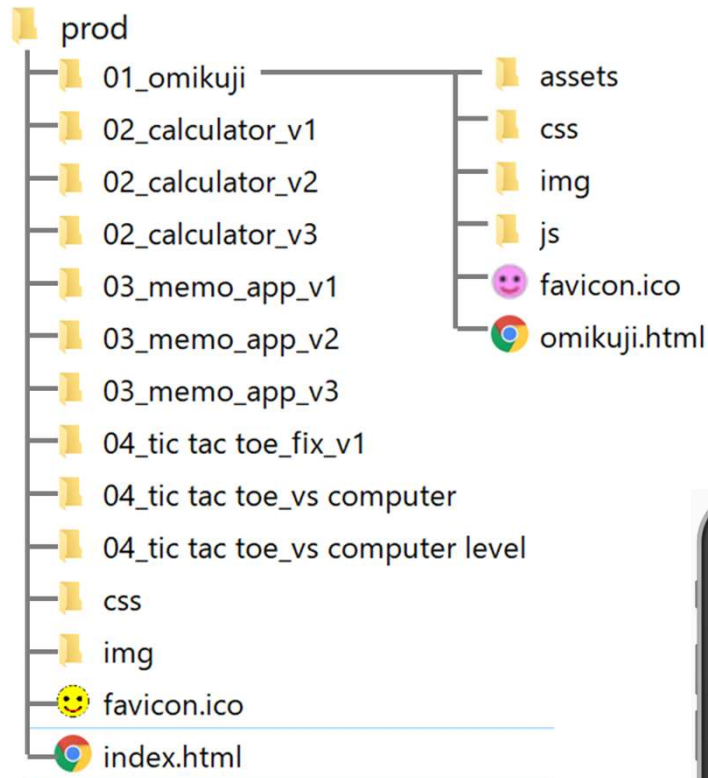 prod
01_omikuji
02_calculator_v1
02_calculator_v2
02_calculator_v3
03_memo_app_v1
03_memo_app_v2
03_memo_app_v3
04_tic tac toe_fix_v1
04_tic tac toe_vs computer
04_tic tac toe_vs computer level
css
img
favicon.ico
index.html
assets
css
img
js
favicon.ico
omikuji.html